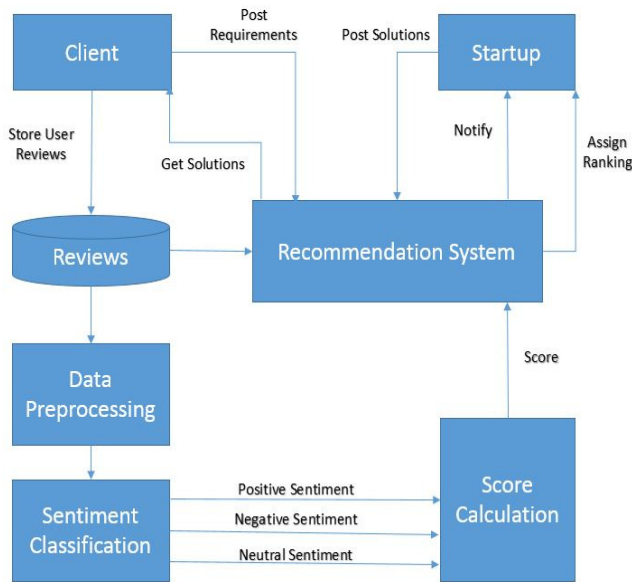 Client
Post
Requirements
Post Solutions
Startup
Store User
Reviews
Get Solutions
Notify
Assign
Ranking
Reviews
Recommendation System
Data
Preprocessing
Score
Sentiment
Classification
Positive Sentiment
Negative Sentiment
Neutral Sentiment
Score
Calculation